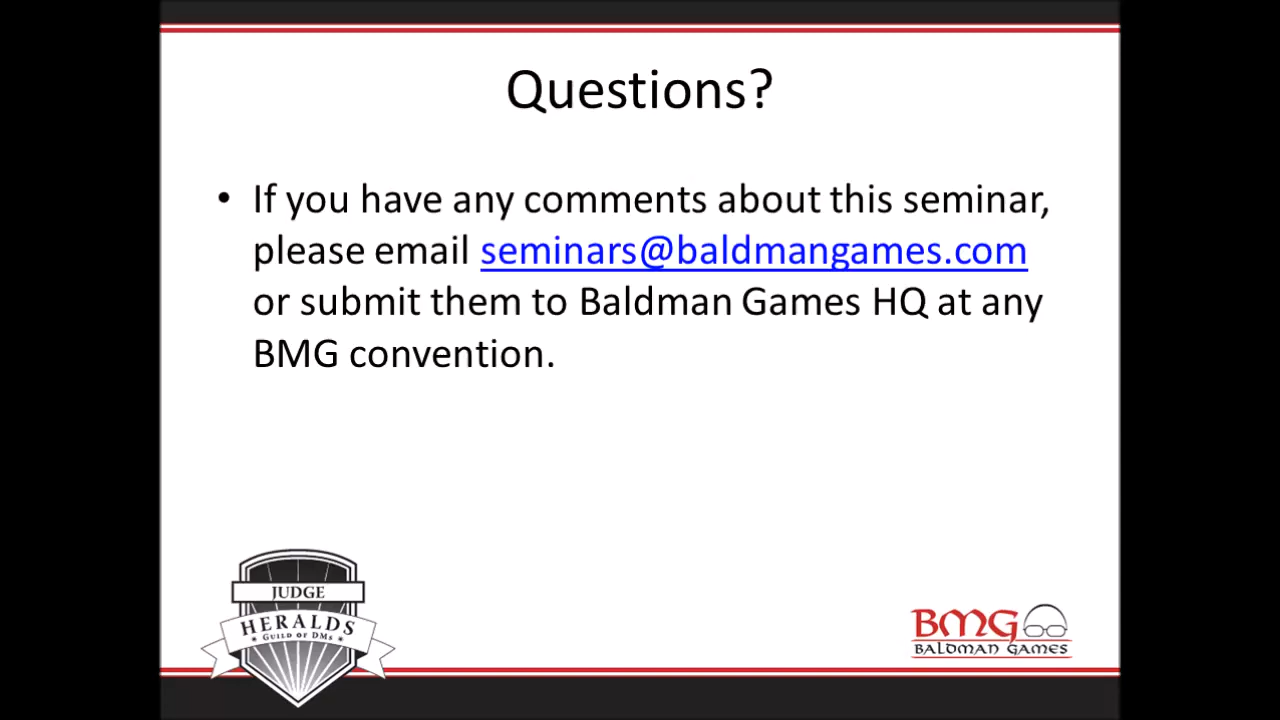 Questions?
• If you have any comments about this seminar,
please email seminars@baldmangames.com
or submit them to Baldman Games HQ at any
BMG convention.
JUDGE
HERALDS
* GUILD OF DMs *
BMG
BALDMAN GAMES